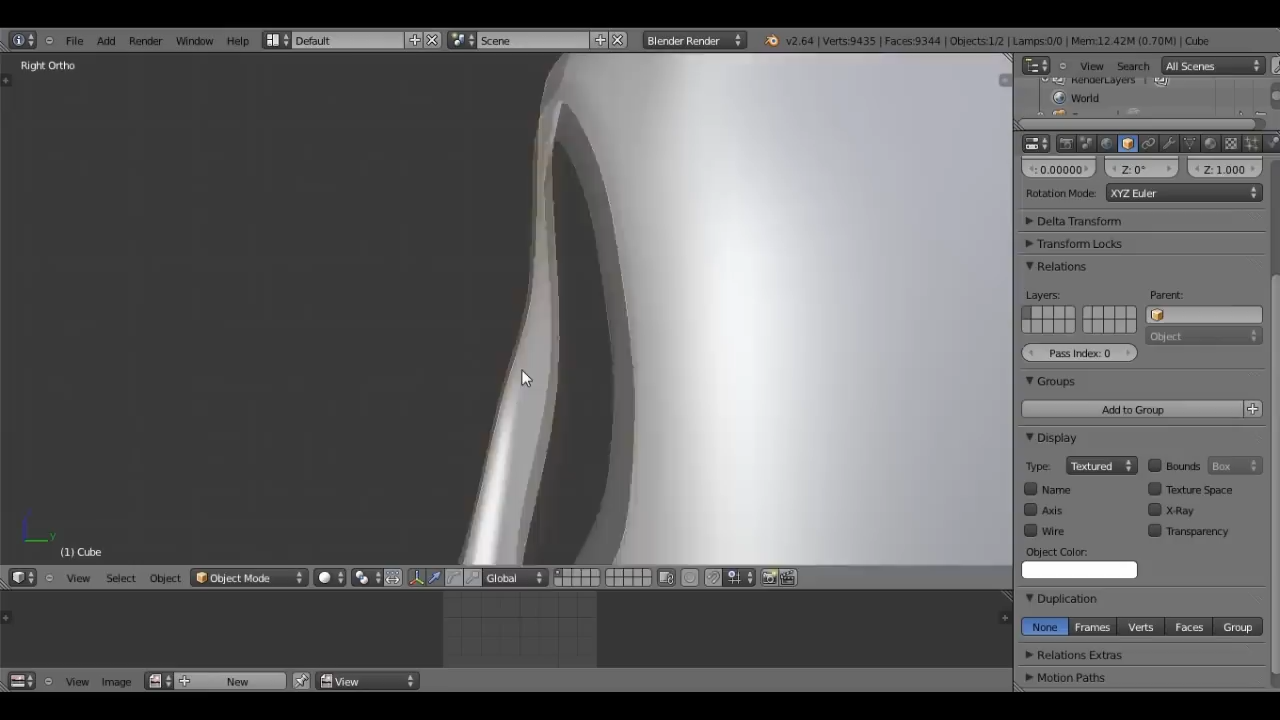 File Add Render Window Help Default Scene Blender Render v2.64 | Verts:9435 | Faces:9344 | Objects:1/2 | Lamps:0/0 | Mem:12.42M (0.70M) | Cube
Right Ortho
View Search All Scenes
RenderLayers
World
: 0.00000 Z: 0° Z: 1.000
Rotation Mode: XYZ Euler
Delta Transform
Transform Locks
Relations
Layers: Parent:
Object
Pass Index: 0
Groups
Add to Group
Display
Type: Textured Bounds Box
Name Texture Space
Axis X-Ray
Wire Transparency
Object Color:
Duplication
None Frames Verts Faces Group
Relations Extras
Motion Paths
y
(1) Cube
View Select Object Object Mode Global
View Image New View